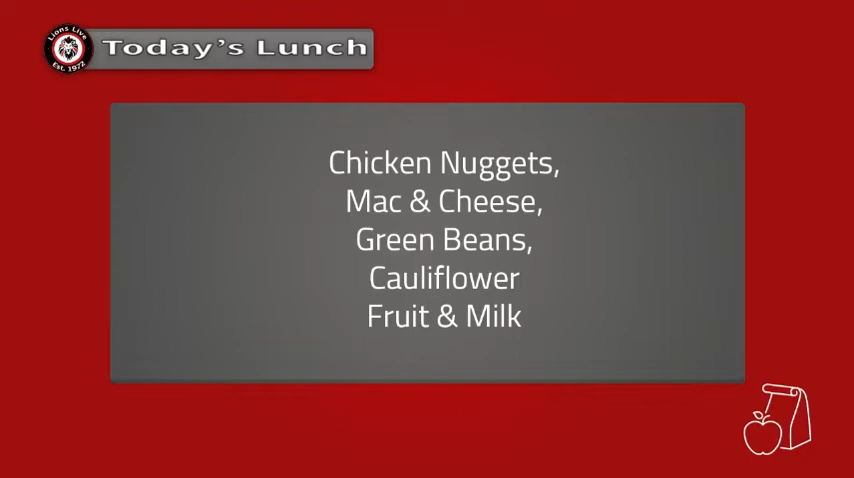 Lions Live
Est. 1972
Today's Lunch
Chicken Nuggets,
Mac & Cheese,
Green Beans,
Cauliflower
Fruit & Milk